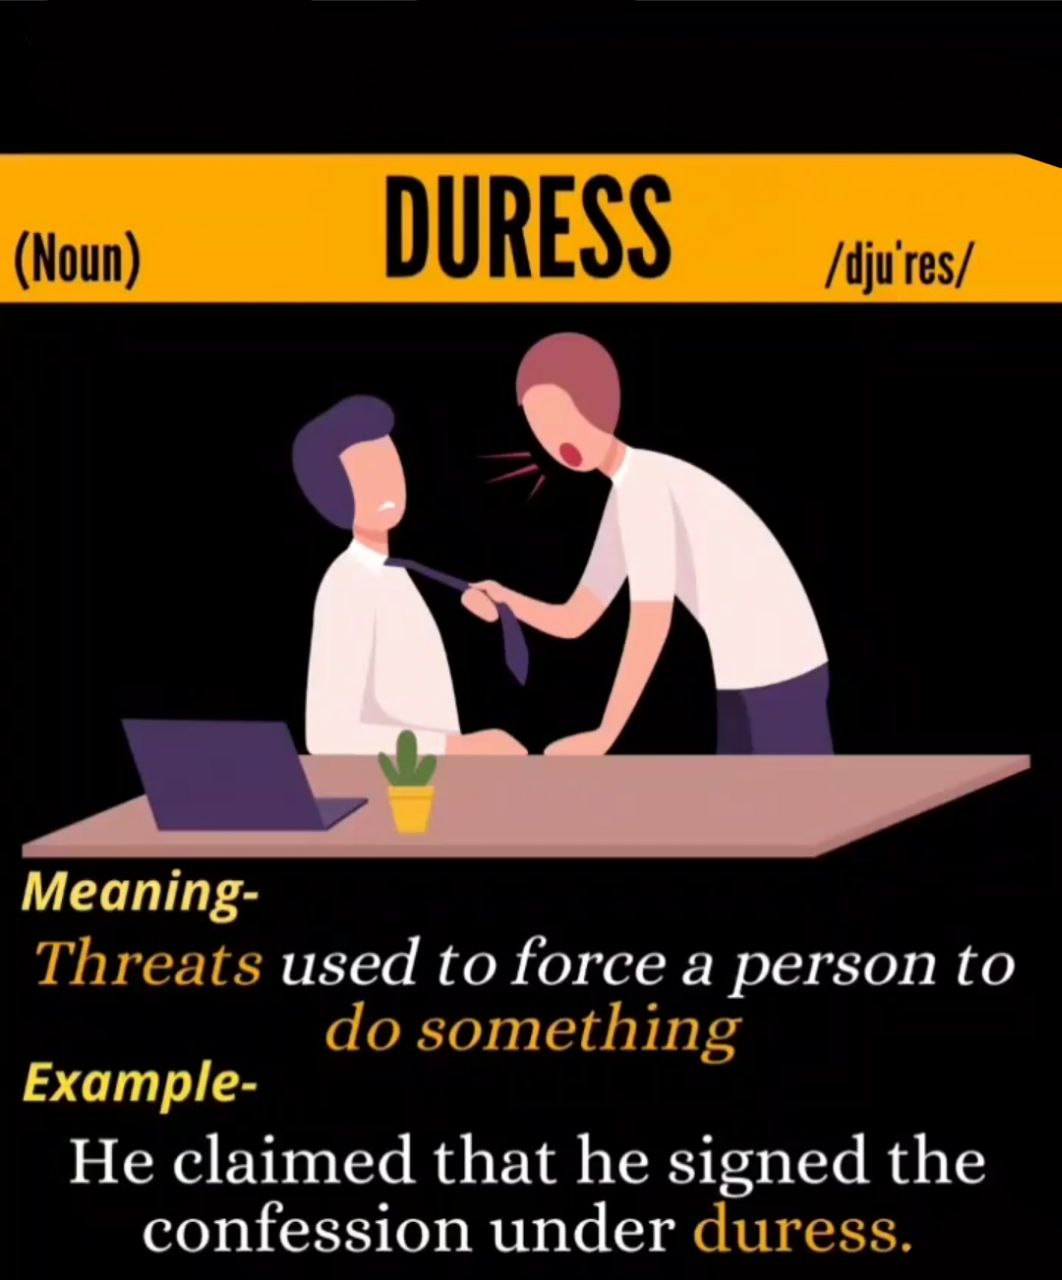 DURESS
(Noun)
/dju'res/
Meaning-
Threats used to force a person to
do something
Example-
He claimed that he signed the
confession under duress.